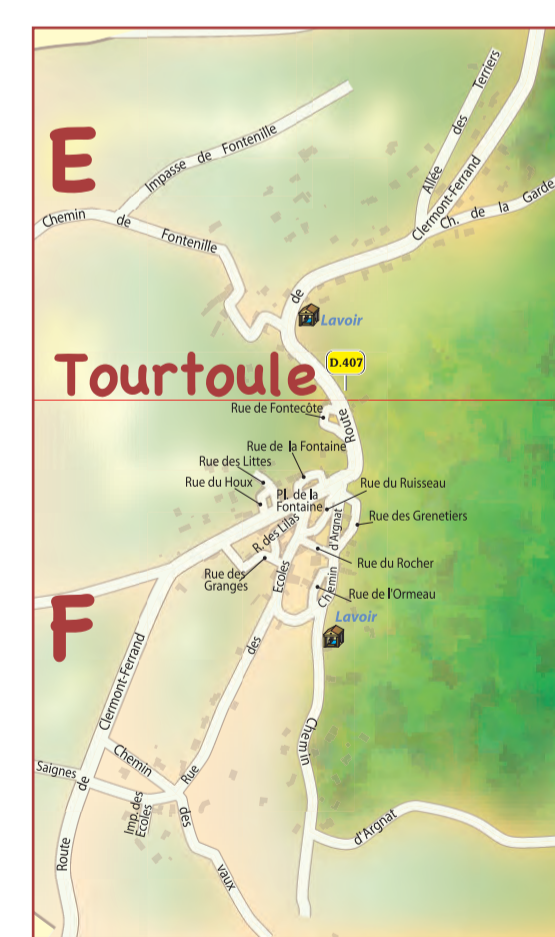 E
Impasse de Fontenille
Chemin de Fontenille
Allée des Terriers
Route de Clermont-Ferrand
Ch. de la Garde
Lavoir
Tourtoule
D.407
Rue de Fontecôte
Rue de la Fontaine
Rue des Littes
Rue du Houx
Pl. de la
Fontaine
Rue du Ruisseau
Rue des Grenetiers
R. des Lilas
Chemin d'Argnat
Rue du Rocher
Rue des
Granges
Rue de l'Ormeau
F
Lavoir
Rue des Ecoles
Route de Clermont-Ferrand
Chemin des vaux
Saignes
Imp. des
Ecoles
Chemin d'Argnat